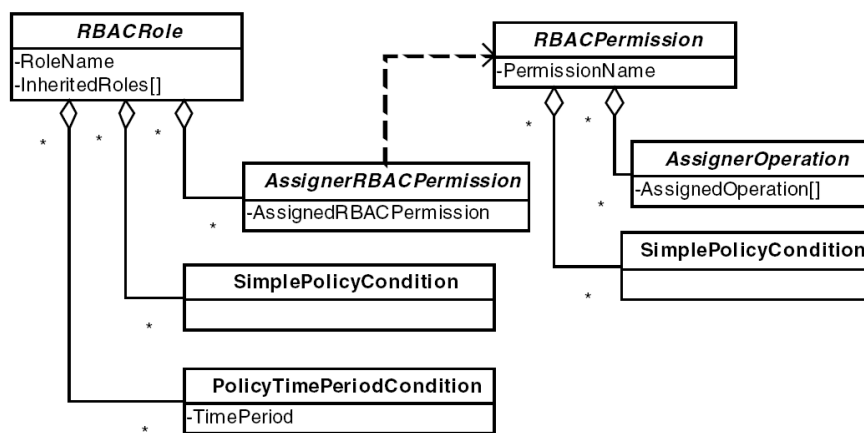 RBACRole
-RoleName
-InheritedRoles[]
RBACPermission
-PermissionName
* * *
* *
AssignerRBACPermission
-AssignedRBACPermission
*
AssignerOperation
-AssignedOperation[]
*
SimplePolicyCondition
*
SimplePolicyCondition
*
PolicyTimePeriodCondition
-TimePeriod
*